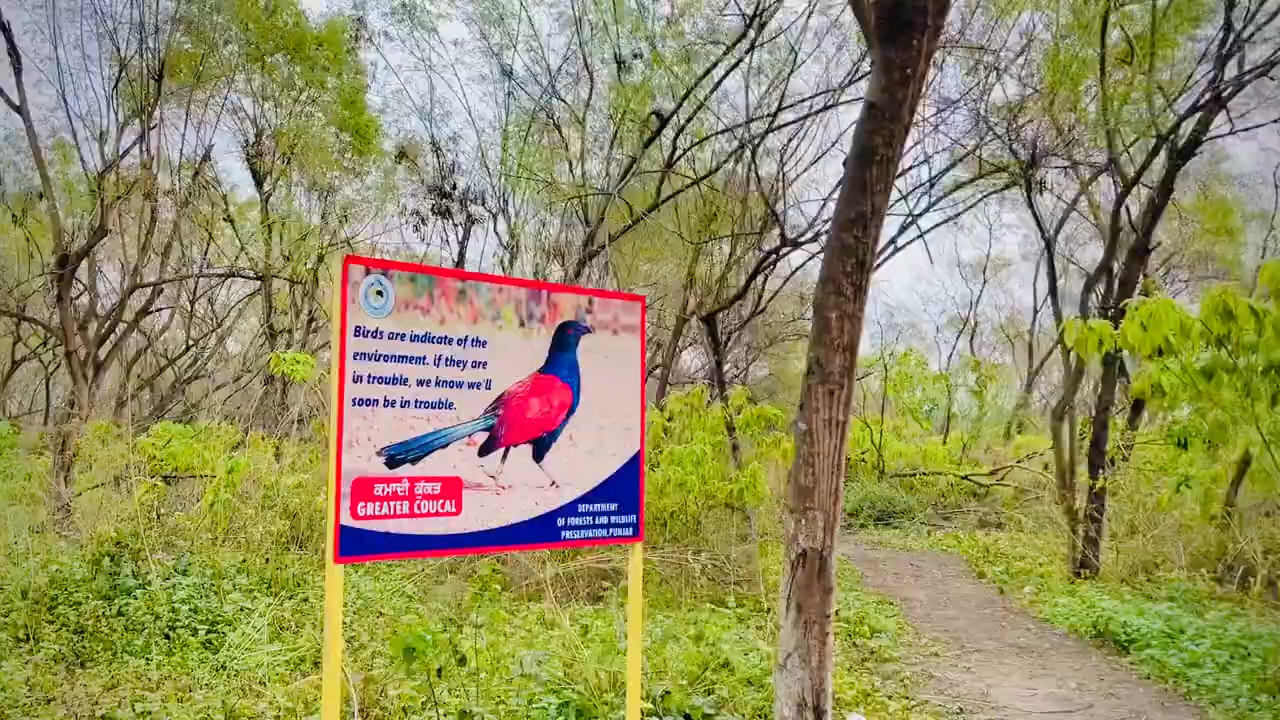 Birds are indicate of the
environment. if they are
in trouble, we know we'll
soon be in trouble.
ਕਮਾਦੀ ਕੁੱਕੜ
GREATER COUCAL
DEPARTMENT
OF FORESTS AND WILDLIFE
PRESERVATION,PUNJAB